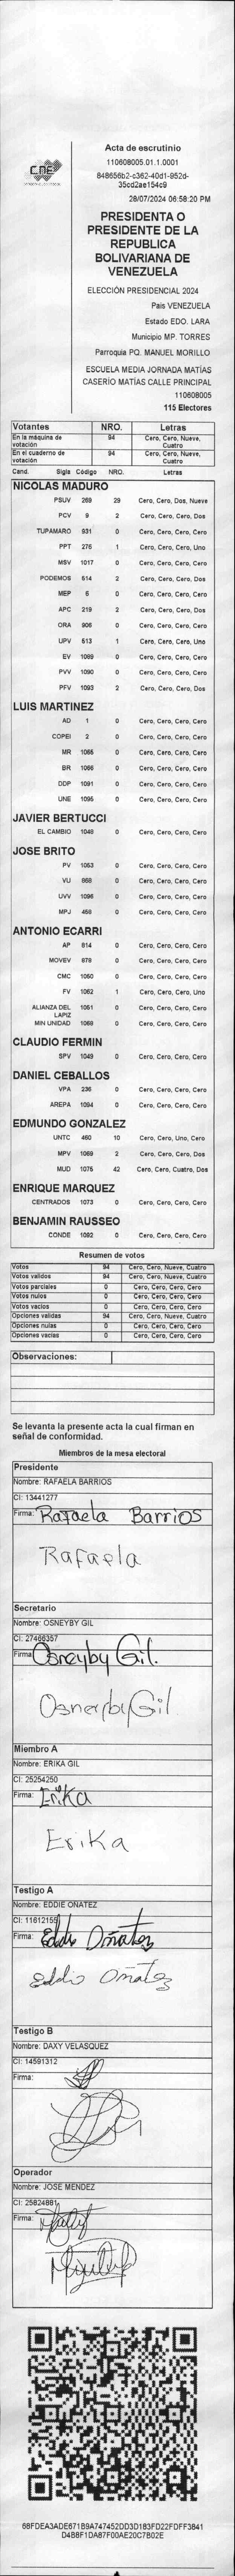 Acta de escrutinio
110608005.01.1.0001
848656b2-c362-40d1-952d-
35cd2ae154c9
28/07/2024 06:58:20 PM
PRESIDENTA O
PRESIDENTE DE LA
REPUBLICA
BOLIVARIANA DE
VENEZUELA
ELECCIÓN PRESIDENCIAL 2024
País VENEZUELA
Estado EDO. LARA
Municipio MP. TORRES
Parroquia PQ. MANUEL MORILLO
ESCUELA MEDIA JORNADA MATÍAS
CASERÍO MATÍAS CALLE PRINCIPAL
110608005
115 Electores
CNE
Votantes NRO. Letras
En la máquina de votación 94 Cero, Cero, Nueve, Cuatro
En el cuaderno de votación 94 Cero, Cero, Nueve, Cuatro
Cand. Sigla Código NRO. Letras
NICOLAS MADURO
PSUV 269 29 Cero, Cero, Dos, Nueve
PCV 9 2 Cero, Cero, Cero, Dos
TUPAMARO 931 0 Cero, Cero, Cero, Cero
PPT 276 1 Cero, Cero, Cero, Uno
MSV 1017 0 Cero, Cero, Cero, Cero
PODEMOS 614 2 Cero, Cero, Cero, Dos
MEP 6 0 Cero, Cero, Cero, Cero
APC 219 2 Cero, Cero, Cero, Dos
ORA 906 0 Cero, Cero, Cero, Cero
UPV 613 1 Cero, Cero, Cero, Uno
EV 1089 0 Cero, Cero, Cero, Cero
PVV 1090 0 Cero, Cero, Cero, Cero
PFV 1093 2 Cero, Cero, Cero, Dos
LUIS MARTINEZ
AD 1 0 Cero, Cero, Cero, Cero
COPEI 2 0 Cero, Cero, Cero, Cero
MR 1065 0 Cero, Cero, Cero, Cero
BR 1066 0 Cero, Cero, Cero, Cero
DDP 1091 0 Cero, Cero, Cero, Cero
UNE 1095 0 Cero, Cero, Cero, Cero
JAVIER BERTUCCI
EL CAMBIO 1048 0 Cero, Cero, Cero, Cero
JOSE BRITO
PV 1053 0 Cero, Cero, Cero, Cero
VU 868 0 Cero, Cero, Cero, Cero
UVV 1096 0 Cero, Cero, Cero, Cero
MPJ 458 0 Cero, Cero, Cero, Cero
ANTONIO ECARRI
AP 814 0 Cero, Cero, Cero, Cero
MOVEV 878 0 Cero, Cero, Cero, Cero
CMC 1050 0 Cero, Cero, Cero, Cero
FV 1062 1 Cero, Cero, Cero, Uno
ALIANZA DEL LAPIZ 1051 0 Cero, Cero, Cero, Cero
MIN UNIDAD 1068 0 Cero, Cero, Cero, Cero
CLAUDIO FERMIN
SPV 1049 0 Cero, Cero, Cero, Cero
DANIEL CEBALLOS
VPA 236 0 Cero, Cero, Cero, Cero
AREPA 1094 0 Cero, Cero, Cero, Cero
EDMUNDO GONZALEZ
UNTC 460 10 Cero, Cero, Uno, Cero
MPV 1069 2 Cero, Cero, Cero, Dos
MUD 1075 42 Cero, Cero, Cuatro, Dos
ENRIQUE MARQUEZ
CENTRADOS 1073 0 Cero, Cero, Cero, Cero
BENJAMIN RAUSSEO
CONDE 1092 0 Cero, Cero, Cero, Cero
Resumen de votos
Votos 94 Cero, Cero, Nueve, Cuatro
Votos validos 94 Cero, Cero, Nueve, Cuatro
Votos parciales 0 Cero, Cero, Cero, Cero
Votos nulos 0 Cero, Cero, Cero, Cero
Votos vacios 0 Cero, Cero, Cero, Cero
Opciones validas 94 Cero, Cero, Nueve, Cuatro
Opciones nulas 0 Cero, Cero, Cero, Cero
Opciones vacias 0 Cero, Cero, Cero, Cero
Observaciones:
Se levanta la presente acta la cual firman en
señal de conformidad.
Miembros de la mesa electoral
Presidente
Nombre: RAFAELA BARRIOS
CI: 13441277
Firma: Rafaela Barrios
Rafaela
Secretario
Nombre: OSNEYBY GIL
CI: 27466357
Firma: Osneyby Gil.
Osneyby Gil
Miembro A
Nombre: ERIKA GIL
CI: 25254250
Firma: Erika
Erika
Testigo A
Nombre: EDDIE OÑATEZ
CI: 11612159
Firma: Eddie Oñatez
Eddie Oñatez
Testigo B
Nombre: DAXY VELASQUEZ
CI: 14591312
Firma:
Operador
Nombre: JOSE MENDEZ
CI: 25824881
Firma:
68FDEA3ADE671B9A747452DD3D183FD22FDFF3841
D4B8F1DA87F00AE20C7B02E